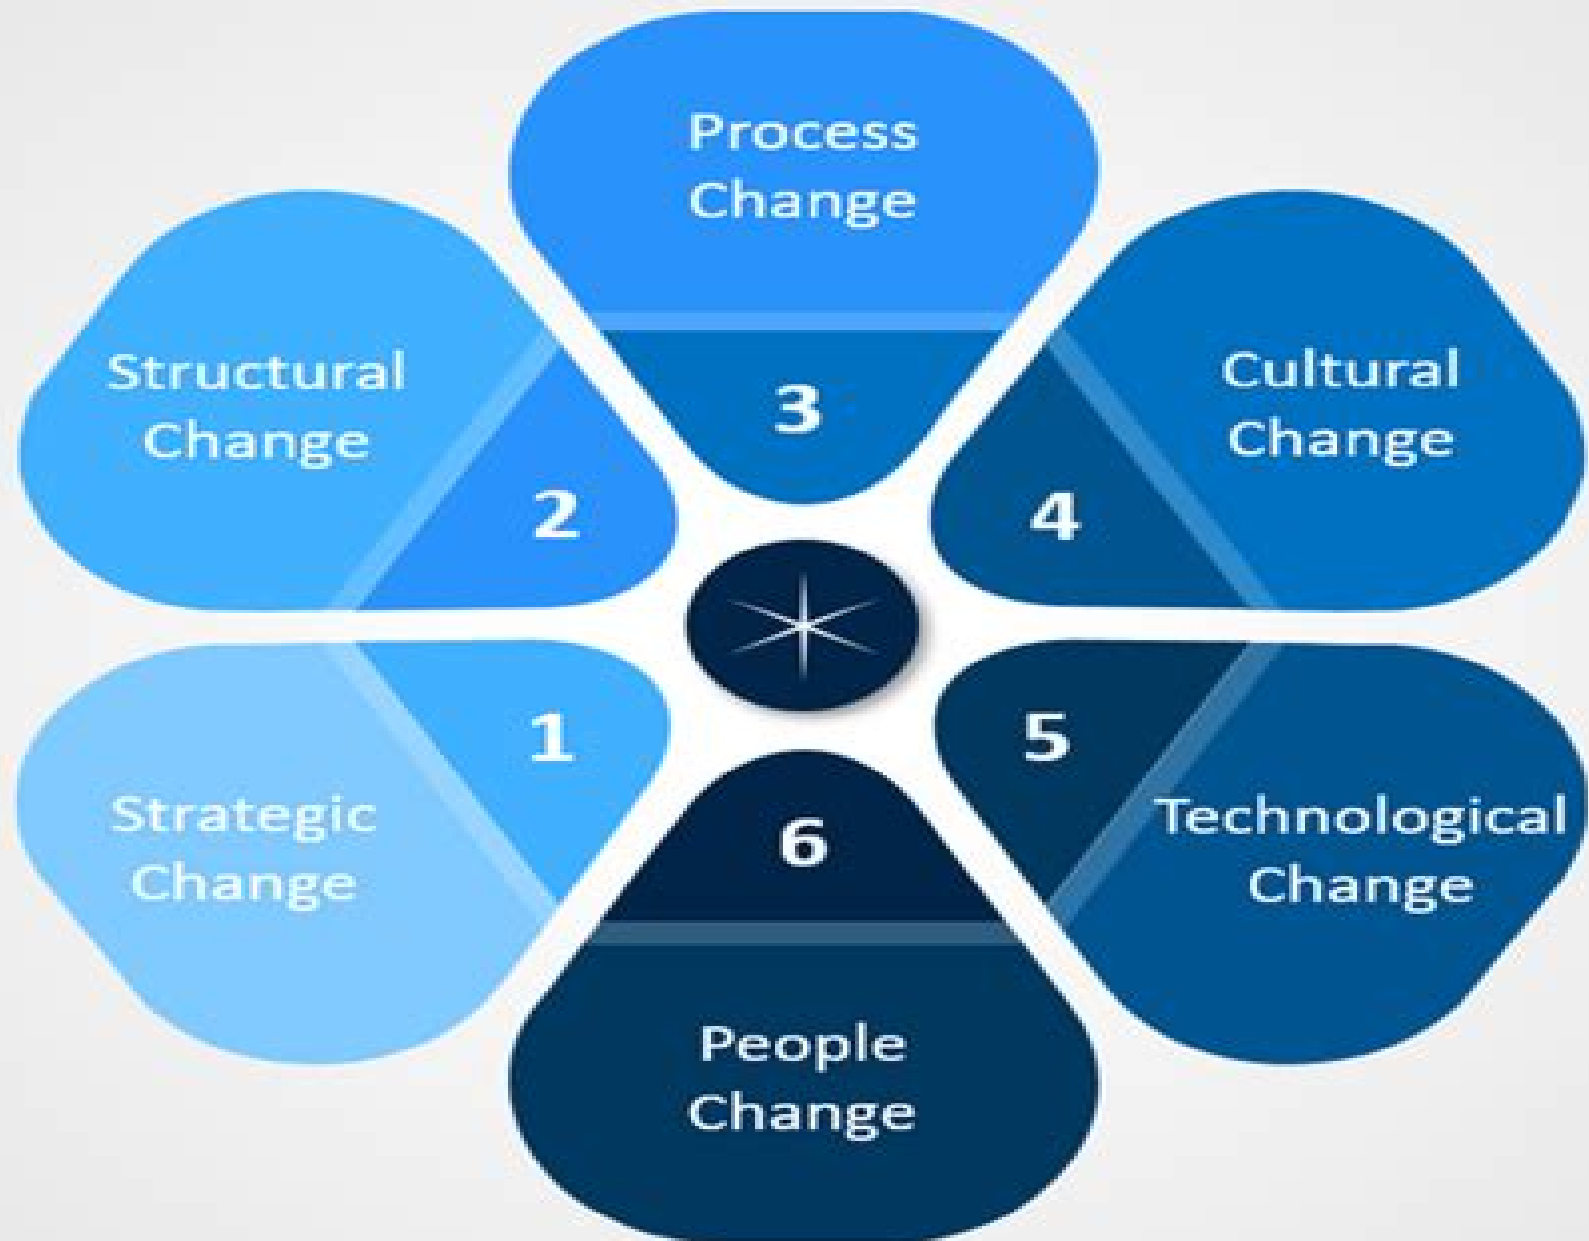 Strategic
Change
1
Structural
Change
2
Process
Change
3
Cultural
Change
4
Technological
Change
5
6
People
Change